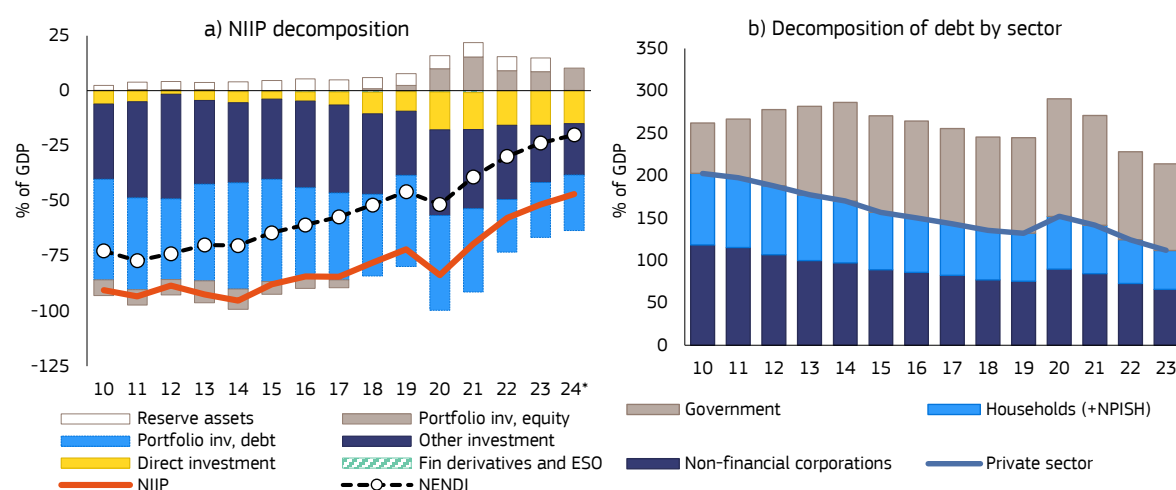 a) NIIP decomposition
% of GDP
25
0
-25
-50
-75
-100
-125
10 11 12 13 14 15 16 17 18 19 20 21 22 23 24*
Reserve assets
Portfolio inv, equity
Portfolio inv, debt
Other investment
Direct investment
Fin derivatives and ESO
NIIP
NENDI
b) Decomposition of debt by sector
% of GDP
350
300
250
200
150
100
50
0
10 11 12 13 14 15 16 17 18 19 20 21 22 23
Government
Households (+NPISH)
Non-financial corporations
Private sector